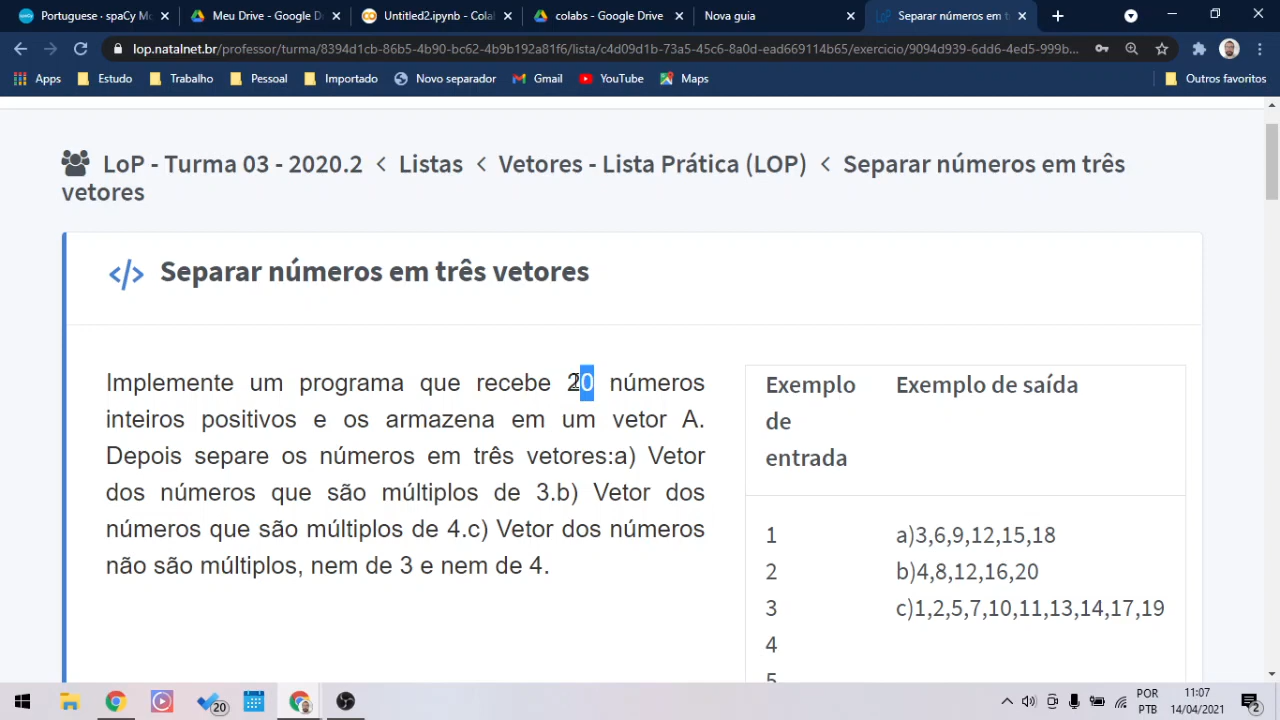 Portuguese · spaCy Mo
Meu Drive - Google D
Untitled2.ipynb - Colab
colabs - Google Drive
Nova guia
Separar números em t
lop.natalnet.br/professor/turma/8394d1cb-86b5-4b90-bc62-4b9b192a81f6/lista/c4d09d1b-73a5-45c6-8a0d-ead669114b65/exercicio/9094d939-6dd6-4ed5-999b...
Apps
Estudo
Trabalho
Pessoal
Importado
Novo separador
Gmail
YouTube
Maps
Outros favoritos
LoP - Turma 03 - 2020.2 < Listas < Vetores - Lista Prática (LOP) < Separar números em três
vetores
</> Separar números em três vetores
Implemente um programa que recebe 20 números
inteiros positivos e os armazena em um vetor A.
Depois separe os números em três vetores:a) Vetor
dos números que são múltiplos de 3.b) Vetor dos
números que são múltiplos de 4.c) Vetor dos números
não são múltiplos, nem de 3 e nem de 4.
Exemplo
de
entrada
Exemplo de saída
1
2
3
4
5
a)3,6,9,12,15,18
b)4,8,12,16,20
c)1,2,5,7,10,11,13,14,17,19
20
POR
PTB
11:07
14/04/2021
2